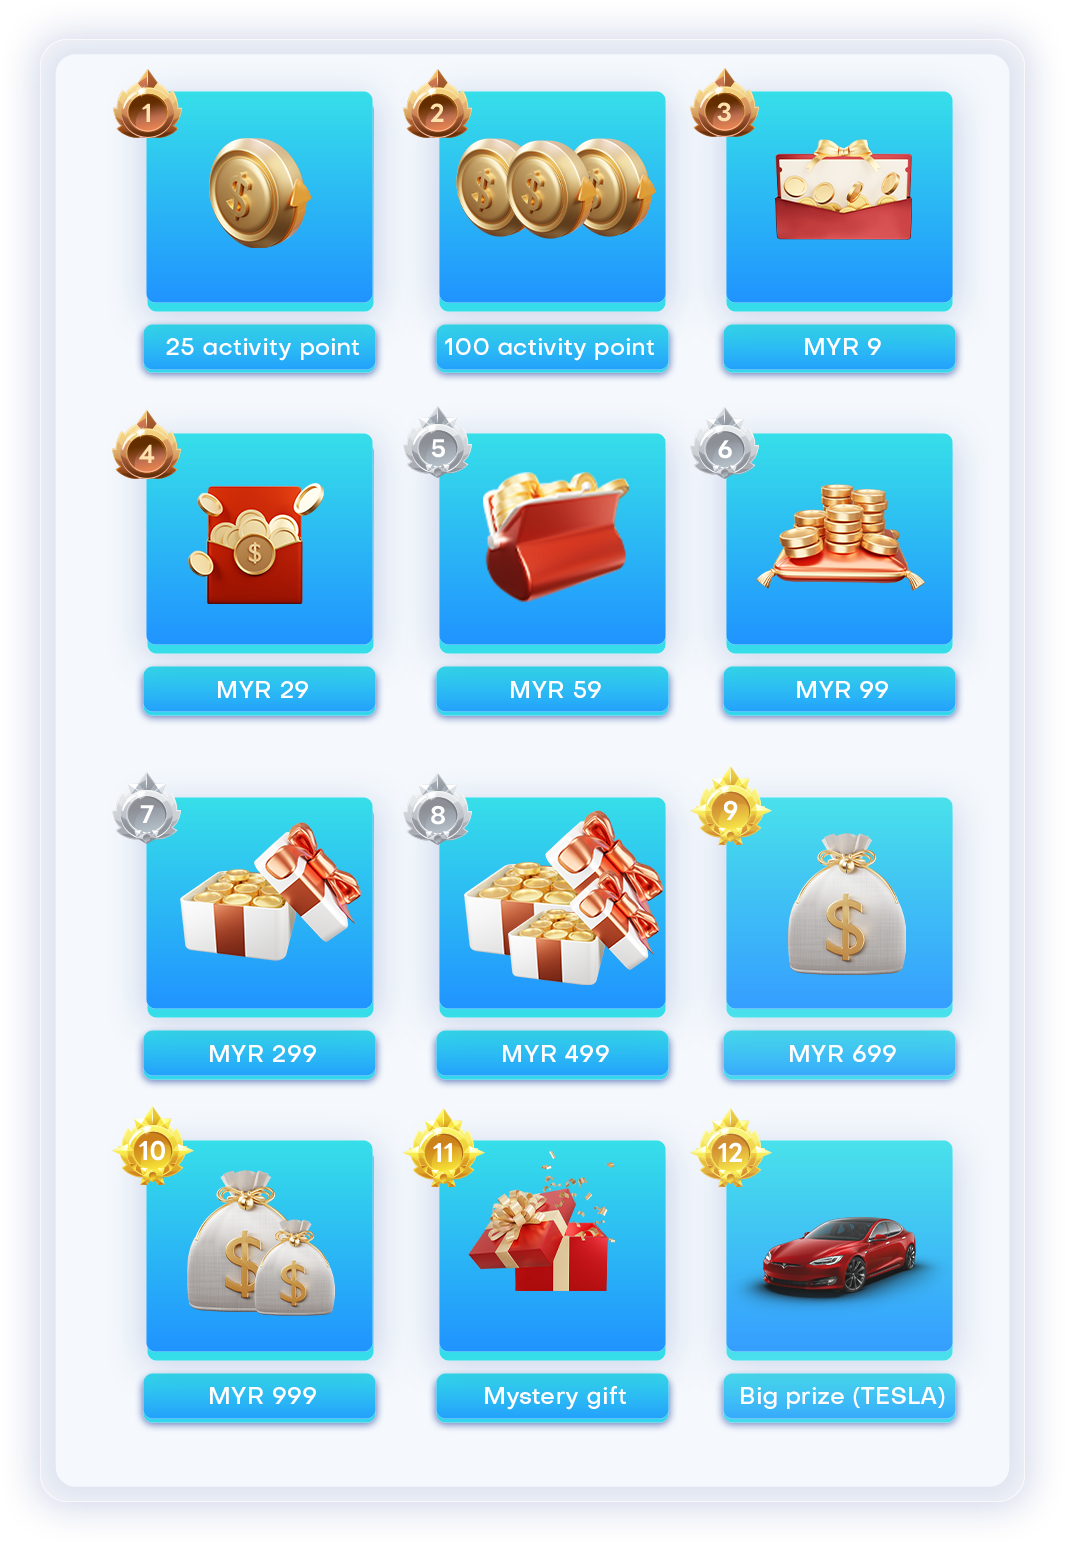 1
2
3
25 activity point
100 activity point
MYR 9
4
5
6
$
MYR 29
MYR 59
MYR 99
7
8
9
$
MYR 299
MYR 499
MYR 699
10
11
12
$
$
MYR 999
Mystery gift
Big prize (TESLA)